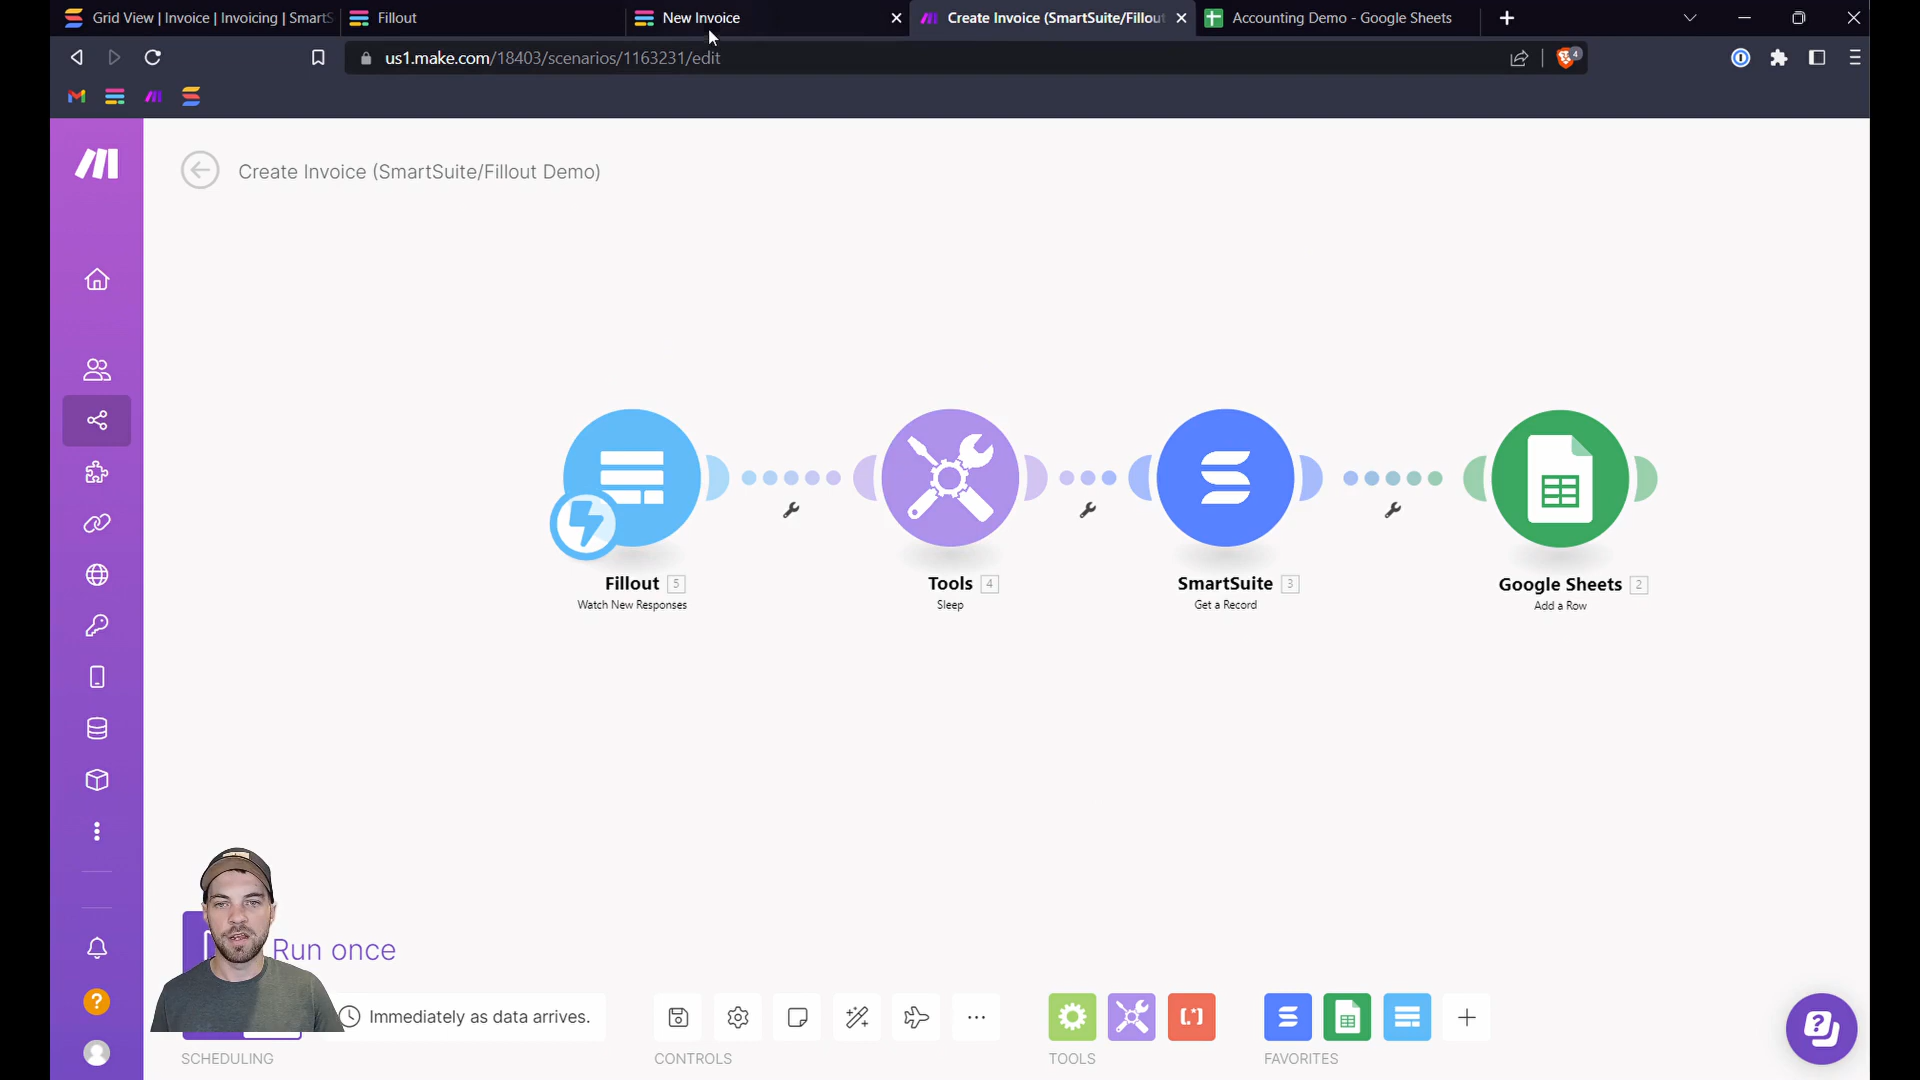 Grid View | Invoice | Invoicing | SmartS
Fillout
New Invoice
Create Invoice (SmartSuite/Fillout
Accounting Demo - Google Sheets
us1.make.com/18403/scenarios/1163231/edit
4
Create Invoice (SmartSuite/Fillout Demo)
Fillout 5
Watch New Responses
Tools 4
Sleep
SmartSuite 3
Get a Record
Google Sheets 2
Add a Row
Run once
Immediately as data arrives.
SCHEDULING
CONTROLS
TOOLS
FAVORITES